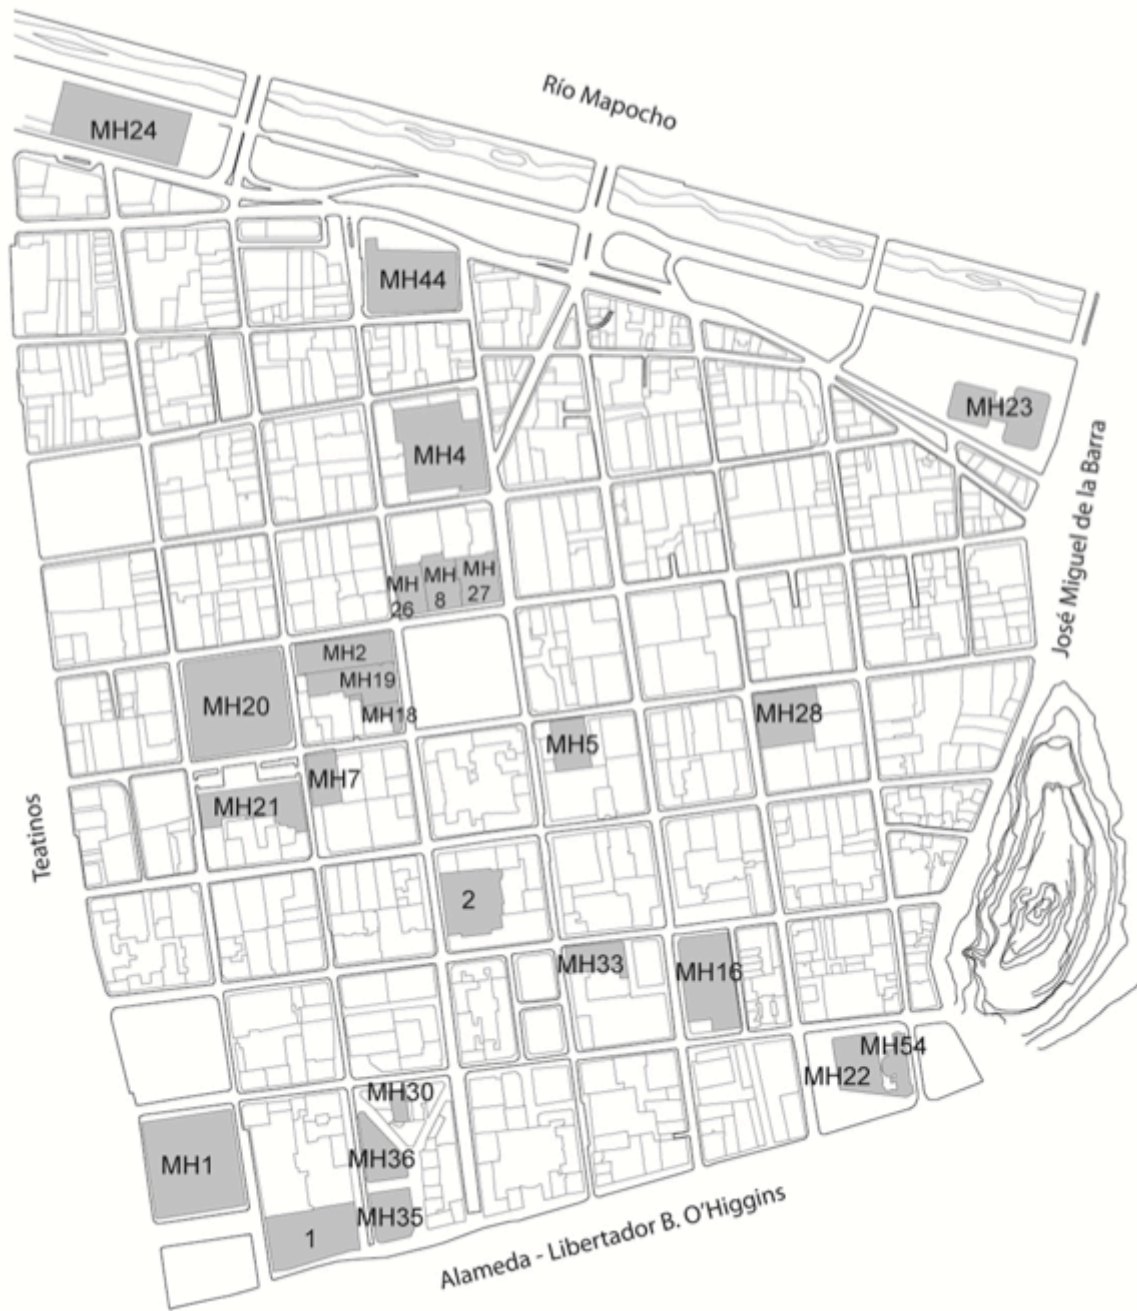 Río Mapocho
MH24
MH44
MH23
MH4
José Miguel de la Barra
MH
26
MH
8
MH
27
MH2
MH19
MH20
MH18
MH28
MH5
MH7
MH21
Teatinos
2
MH33
MH16
MH54
MH22
MH30
MH36
MH1
MH35
1
Alameda - Libertador B. O'Higgins